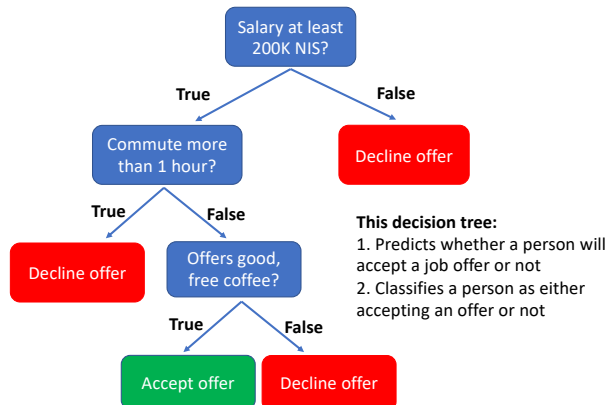 Salary at least
200K NIS?
True
False
Commute more
than 1 hour?
Decline offer
True
False
Decline offer
Offers good,
free coffee?
This decision tree:
1. Predicts whether a person will
accept a job offer or not
2. Classifies a person as either
accepting an offer or not
True
False
Accept offer
Decline offer